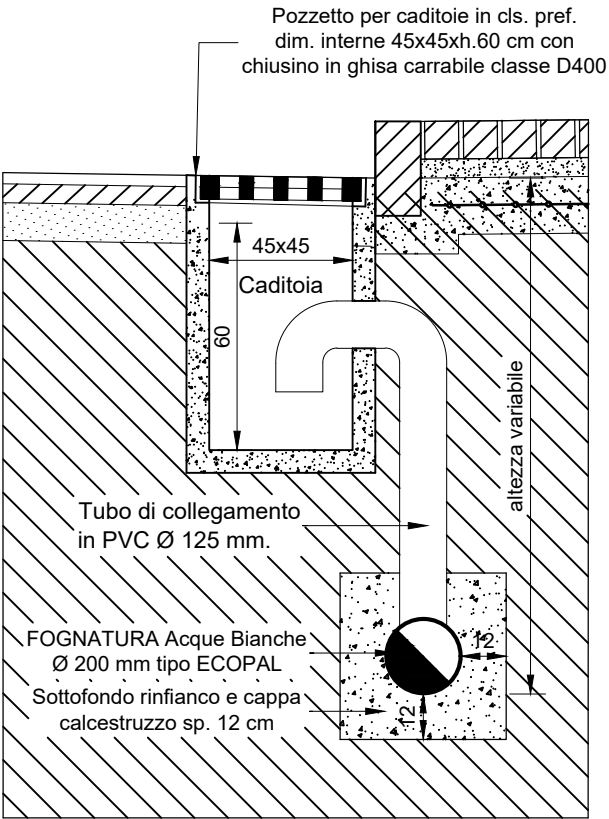 Pozzetto per caditoie in cls. pref.
dim. interne 45x45xh.60 cm con
chiusino in ghisa carrabile classe D400
45x45
Caditoia
60
altezza variabile
Tubo di collegamento
in PVC Ø 125 mm.
FOGNATURA Acque Bianche
Ø 200 mm tipo ECOPAL
12
Sottofondo rinfianco e cappa
calcestruzzo sp. 12 cm
12